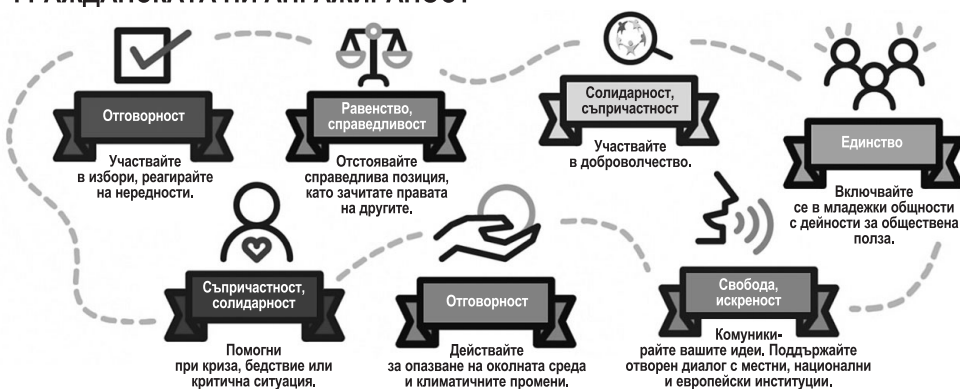 ГРАЖДАНСКАТА НИ АНГАЖИРАНОСТ
Отговорност
Участвайте
в избори, реагирайте
на нередности.
Равенство,
справедливост
Отстоявайте
справедлива позиция,
като зачитате правата
на другите.
Солидарност,
съпричастност
Участвайте
в доброволчество.
Единство
Включвайте
се в младежки общности
с дейности за обществена
полза.
Съпричастност,
солидарност
Помогни
при криза, бедствие или
критична ситуация.
Отговорност
Действайте
за опазване на околната среда
и климатичните промени.
Свобода,
искреност
Комуники-
райте вашите идеи. Поддържайте
отворен диалог с местни, национални
и европейски институции.